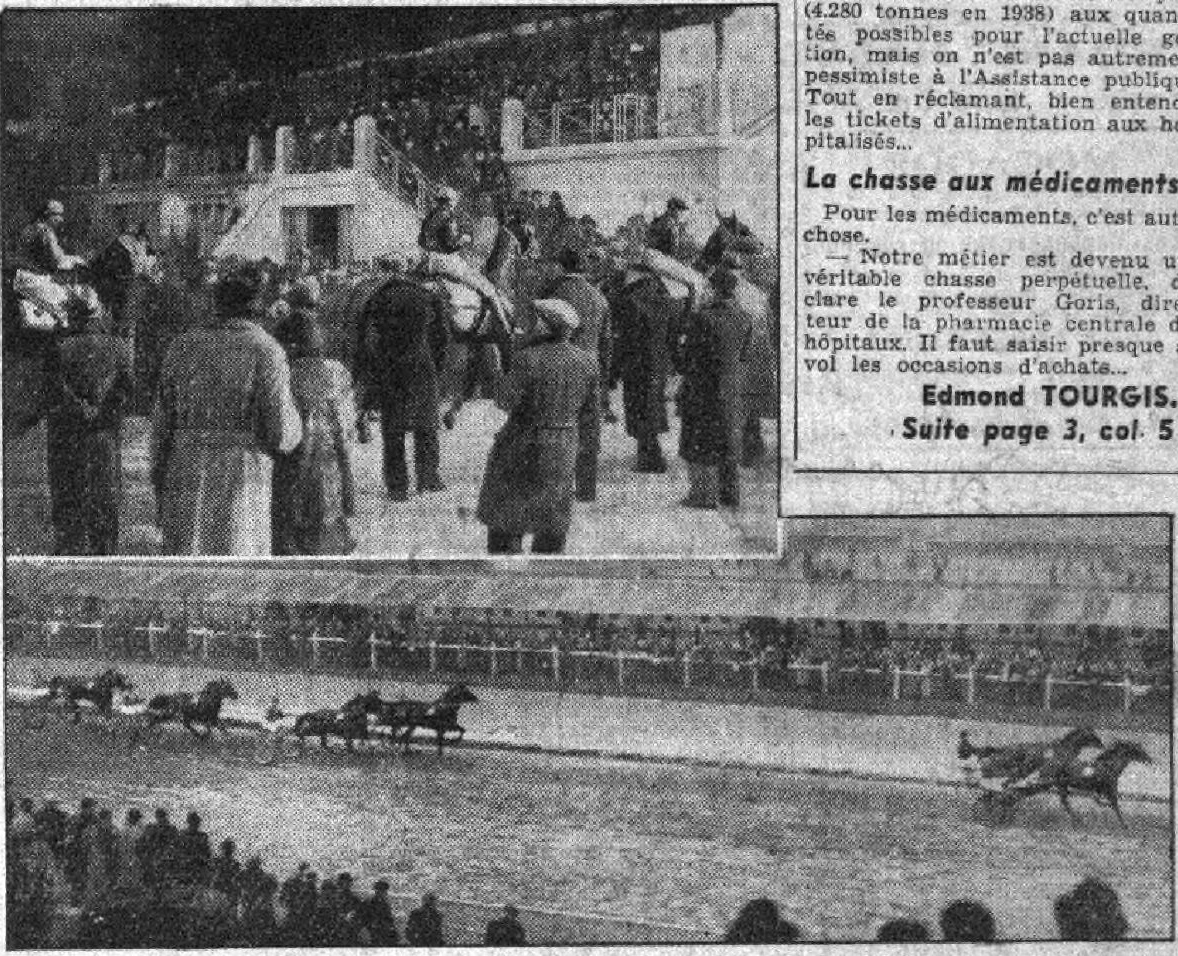 (4.280 tonnes en 1938) aux quan
tés possibles pour l'actuelle ge
tion, mais on n'est pas autreme
pessimiste à l'Assistance publiqu
Tout en réclamant, bien entend
les tickets d'alimentation aux ho
pitalisés...
La chasse aux médicaments
Pour les médicaments, c'est aut
chose.
— Notre métier est devenu u
véritable chasse perpétuelle, d
clare le professeur Goris, dire
teur de la pharmacie centrale d
hôpitaux. Il faut saisir presque a
vol les occasions d'achats...
Edmond TOURGIS.
Suite page 3, col. 5